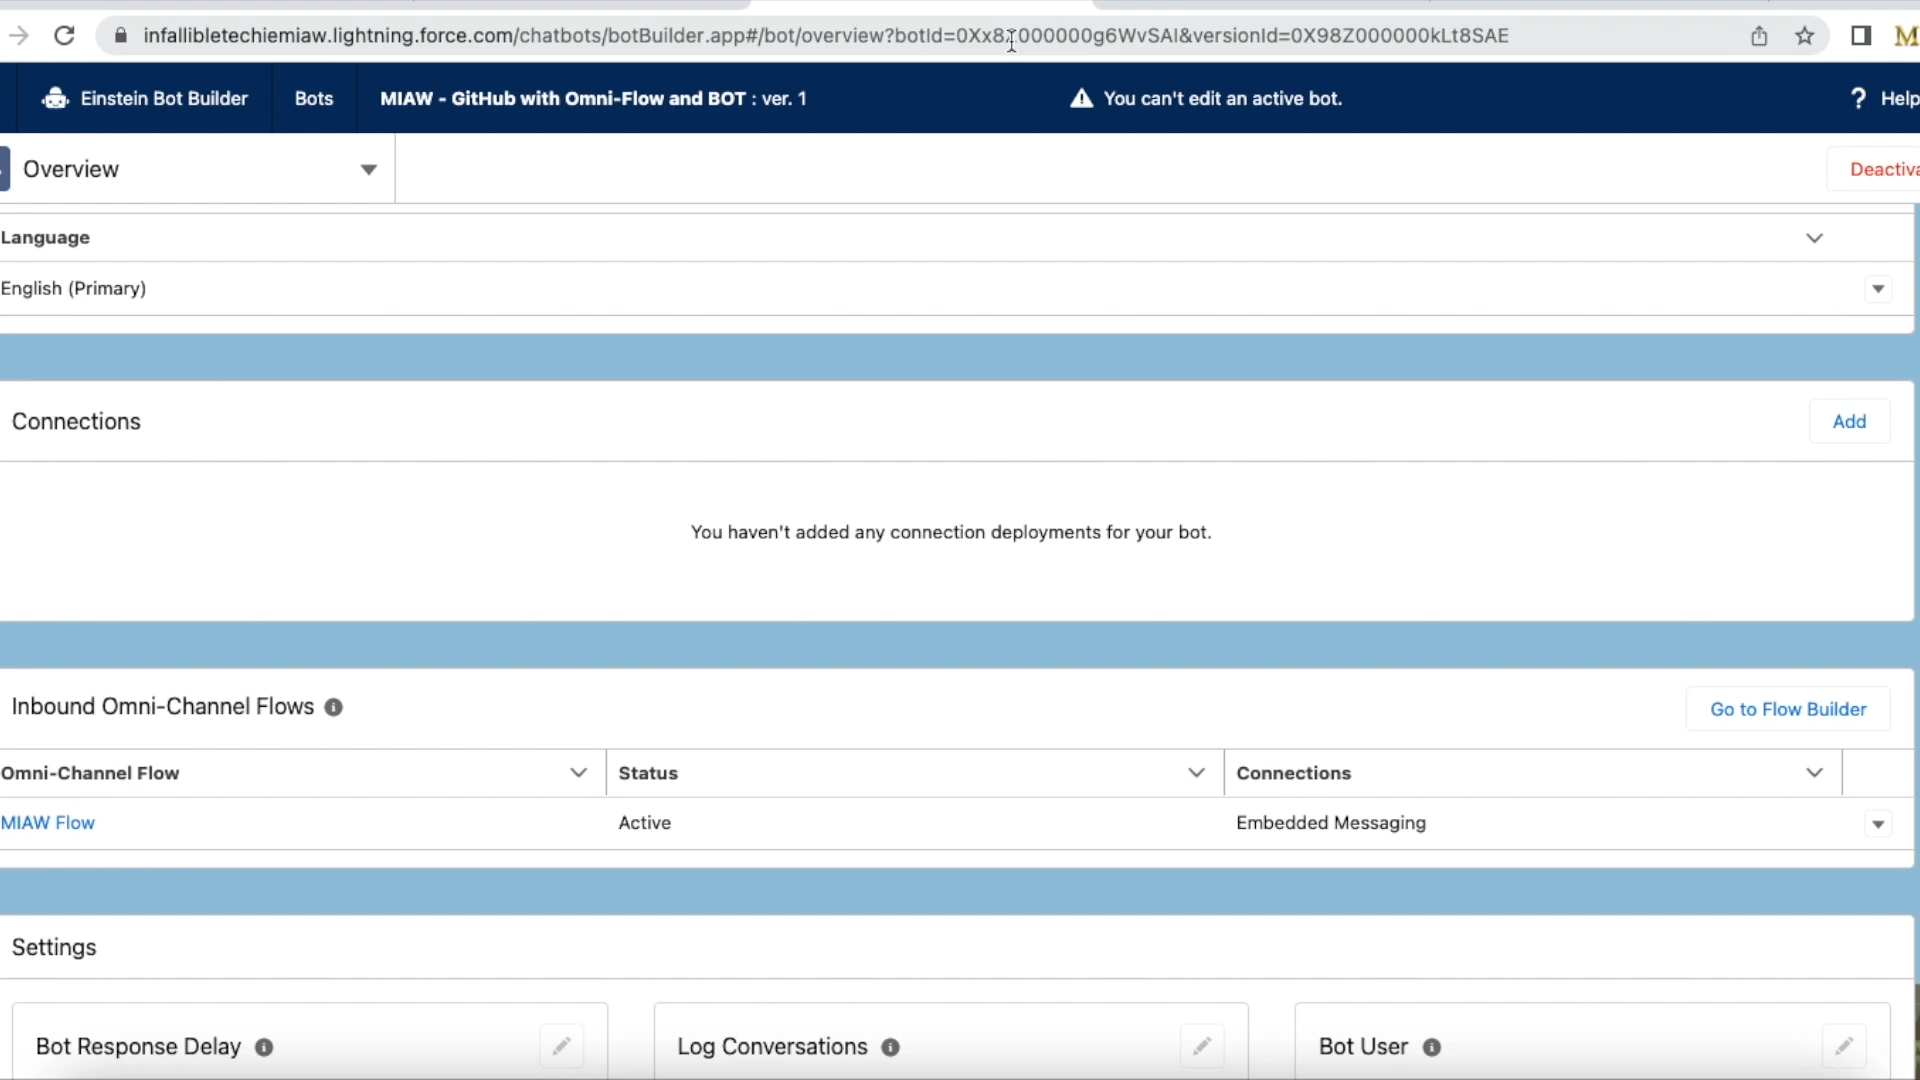 infallibletechiemiaw.lightning.force.com/chatbots/botBuilder.app#/bot/overview?botId=0Xx8Z000000g6WvSAI&versionId=0X98Z000000kLt8SAE
Einstein Bot Builder Bots MIAW - GitHub with Omni-Flow and BOT : ver. 1 You can't edit an active bot. ? Help
Overview Deactiva
Language
English (Primary)
Connections Add
You haven't added any connection deployments for your bot.
Inbound Omni-Channel Flows Go to Flow Builder
Omni-Channel Flow Status Connections
MIAW Flow Active Embedded Messaging
Settings
Bot Response Delay Log Conversations Bot User